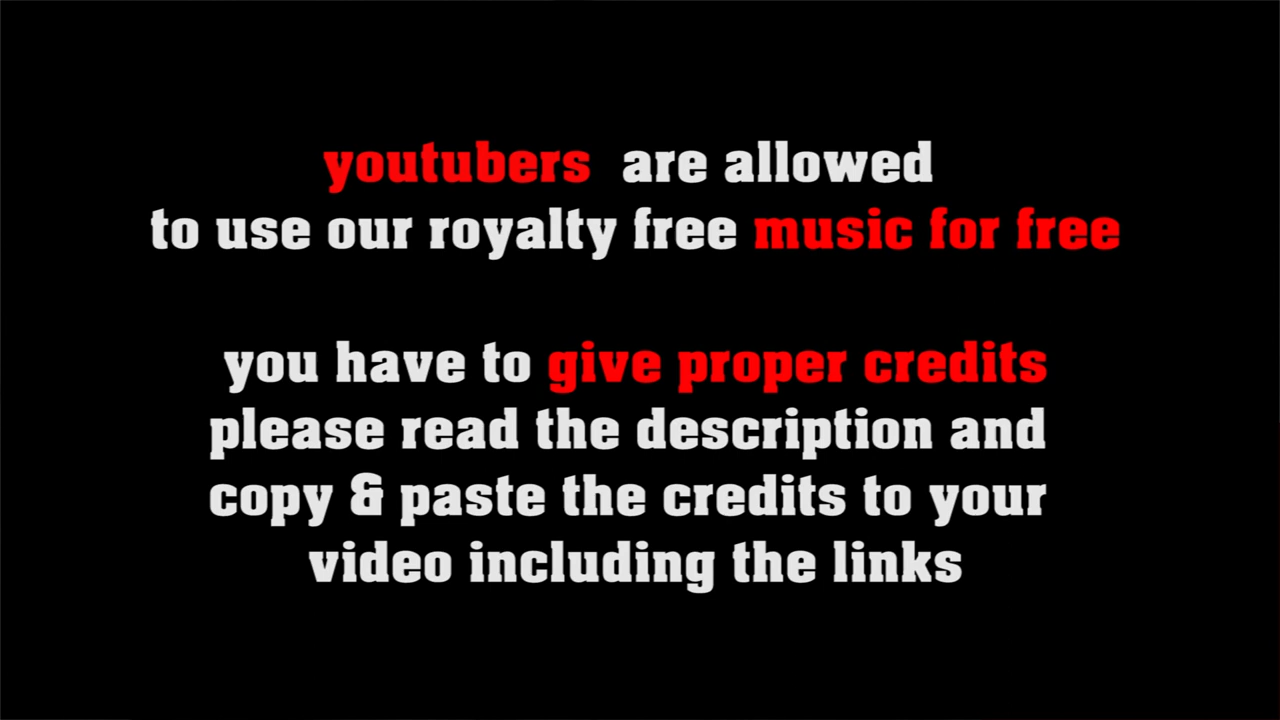 youtubers are allowed
to use our royalty free music for free
you have to give proper credits
please read the description and
copy & paste the credits to your
video including the links